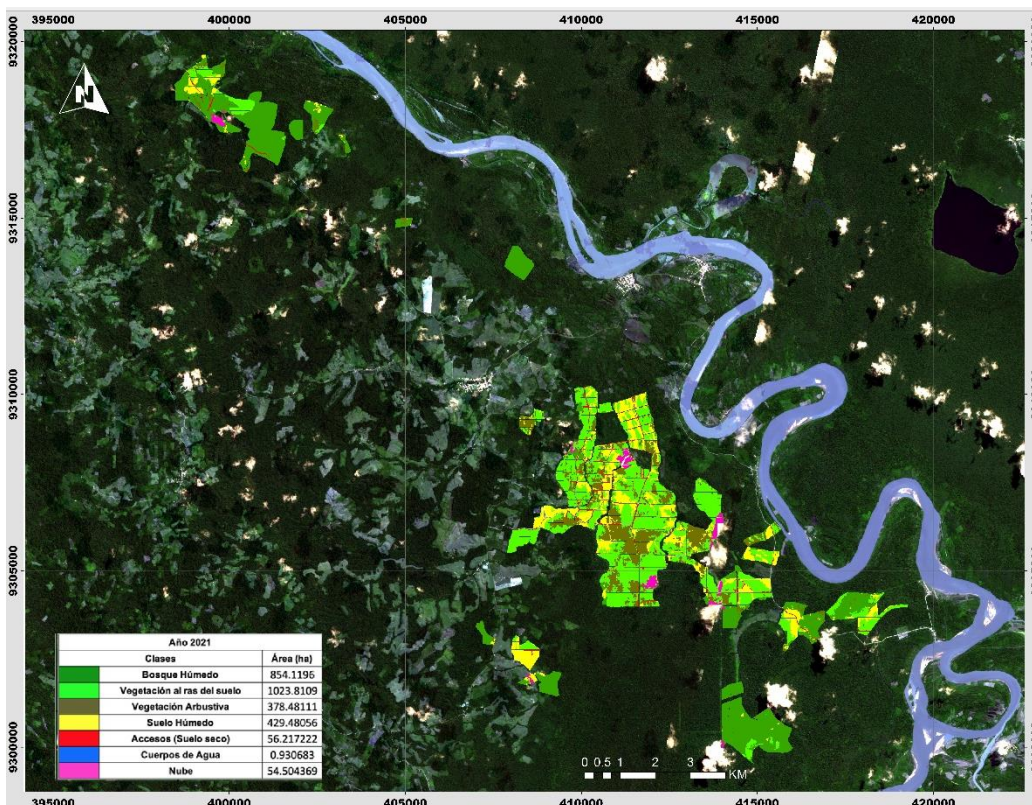 395000 400000 405000 410000 415000 420000
9320000
9315000
9310000
9305000
9300000
N
Año 2021
Clases Área (ha)
Bosque Húmedo 854.1196
Vegetación al ras del suelo 1023.8109
Vegetación Arbustiva 378.48111
Suelo Húmedo 429.48056
Accesos (Suelo seco) 56.217222
Cuerpos de Agua 0.930683
Nube 54.504369
0 0.5 1 2 3
KM
395000 400000 405000 410000 415000 420000